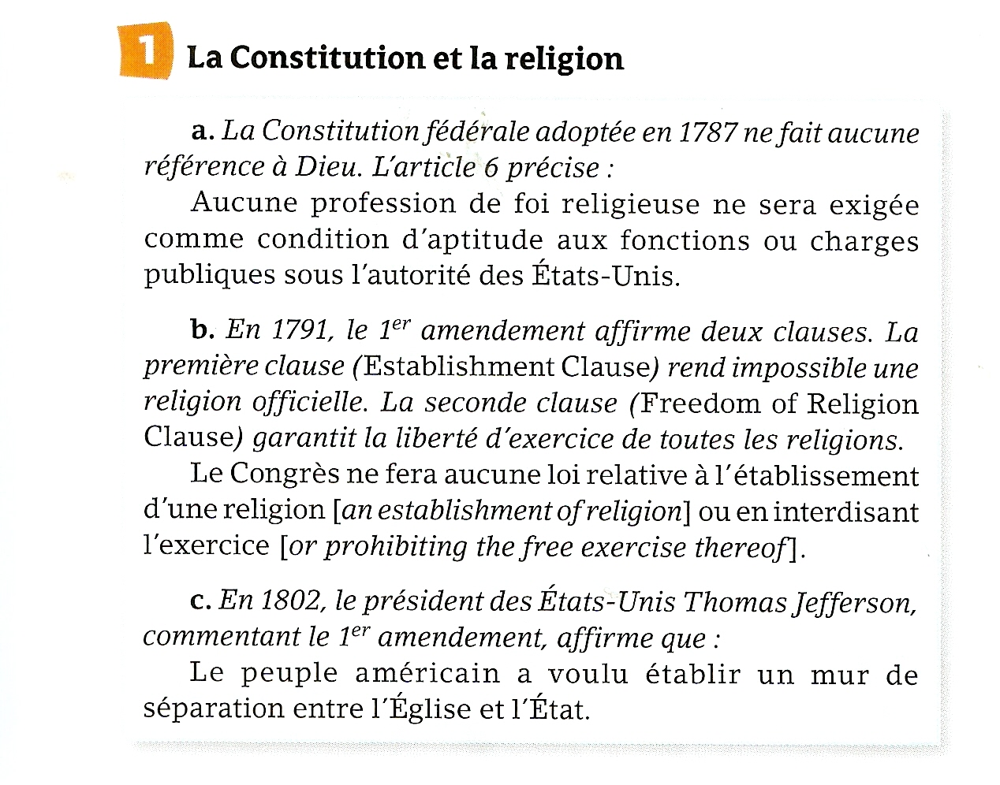 1 La Constitution et la religion
a. La Constitution fédérale adoptée en 1787 ne fait aucune
référence à Dieu. L'article 6 précise :
Aucune profession de foi religieuse ne sera exigée
comme condition d'aptitude aux fonctions ou charges
publiques sous l'autorité des États-Unis.
b. En 1791, le 1er amendement affirme deux clauses. La
première clause (Establishment Clause) rend impossible une
religion officielle. La seconde clause (Freedom of Religion
Clause) garantit la liberté d'exercice de toutes les religions.
Le Congrès ne fera aucune loi relative à l'établissement
d'une religion [an establishment of religion] ou en interdisant
l'exercice [or prohibiting the free exercise thereof].
c. En 1802, le président des États-Unis Thomas Jefferson,
commentant le 1er amendement, affirme que :
Le peuple américain a voulu établir un mur de
séparation entre l'Église et l'État.